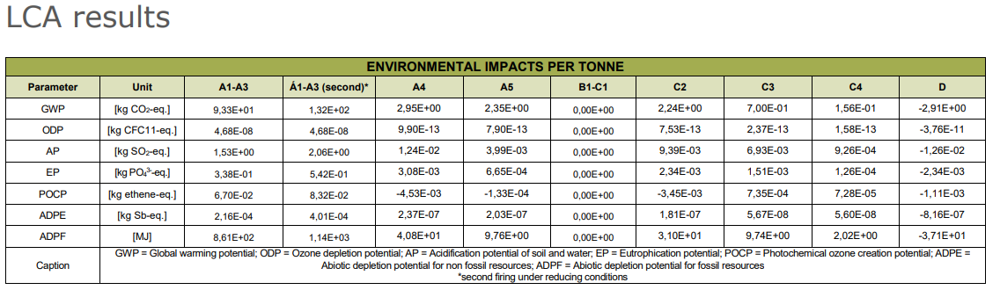 LCA results
ENVIRONMENTAL IMPACTS PER TONNE
Parameter Unit A1-A3 Á1-A3 (second)* A4 A5 B1-C1 C2 C3 C4 D
GWP [kg CO₂-eq.] 9,33E+01 1,32E+02 2,95E+00 2,35E+00 0,00E+00 2,24E+00 7,00E-01 1,56E-01 -2,91E+00
ODP [kg CFC11-eq.] 4,68E-08 4,68E-08 9,90E-13 7,90E-13 0,00E+00 7,53E-13 2,37E-13 1,58E-13 -3,76E-11
AP [kg SO₂-eq.] 1,53E+00 2,06E+00 1,24E-02 3,99E-03 0,00E+00 9,39E-03 6,93E-03 9,26E-04 -1,26E-02
EP [kg PO₄³-eq.] 3,38E-01 5,42E-01 3,08E-03 6,65E-04 0,00E+00 2,34E-03 1,51E-03 1,26E-04 -2,34E-03
POCP [kg ethene-eq.] 6,70E-02 8,32E-02 -4,53E-03 -1,33E-04 0,00E+00 -3,45E-03 7,35E-04 7,28E-05 -1,11E-03
ADPE [kg Sb-eq.] 2,16E-04 4,01E-04 2,37E-07 2,03E-07 0,00E+00 1,81E-07 5,67E-08 5,60E-08 -8,16E-07
ADPF [MJ] 8,61E+02 1,14E+03 4,08E+01 9,76E+00 0,00E+00 3,10E+01 9,74E+00 2,02E+00 -3,71E+01
Caption
GWP = Global warming potential; ODP = Ozone depletion potential; AP = Acidification potential of soil and water; EP = Eutrophication potential; POCP = Photochemical ozone creation potential; ADPE =
Abiotic depletion potential for non fossil resources; ADPF = Abiotic depletion potential for fossil resources
*second firing under reducing conditions